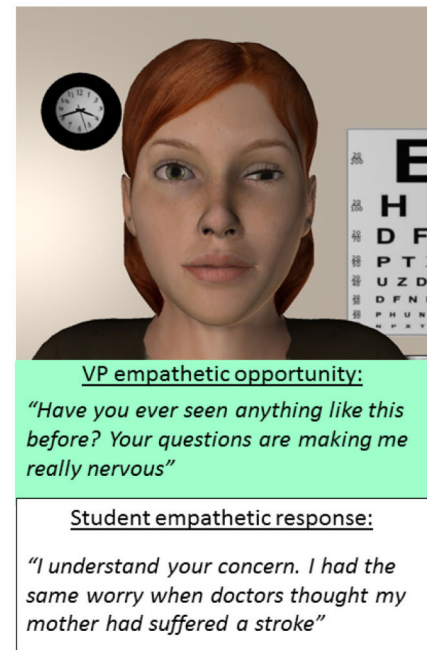 E
H
D F
P T Z
U Z D
D F N
P H U N
N P X T
VP empathetic opportunity:
“Have you ever seen anything like this
before? Your questions are making me
really nervous”
Student empathetic response:
“I understand your concern. I had the
same worry when doctors thought my
mother had suffered a stroke”